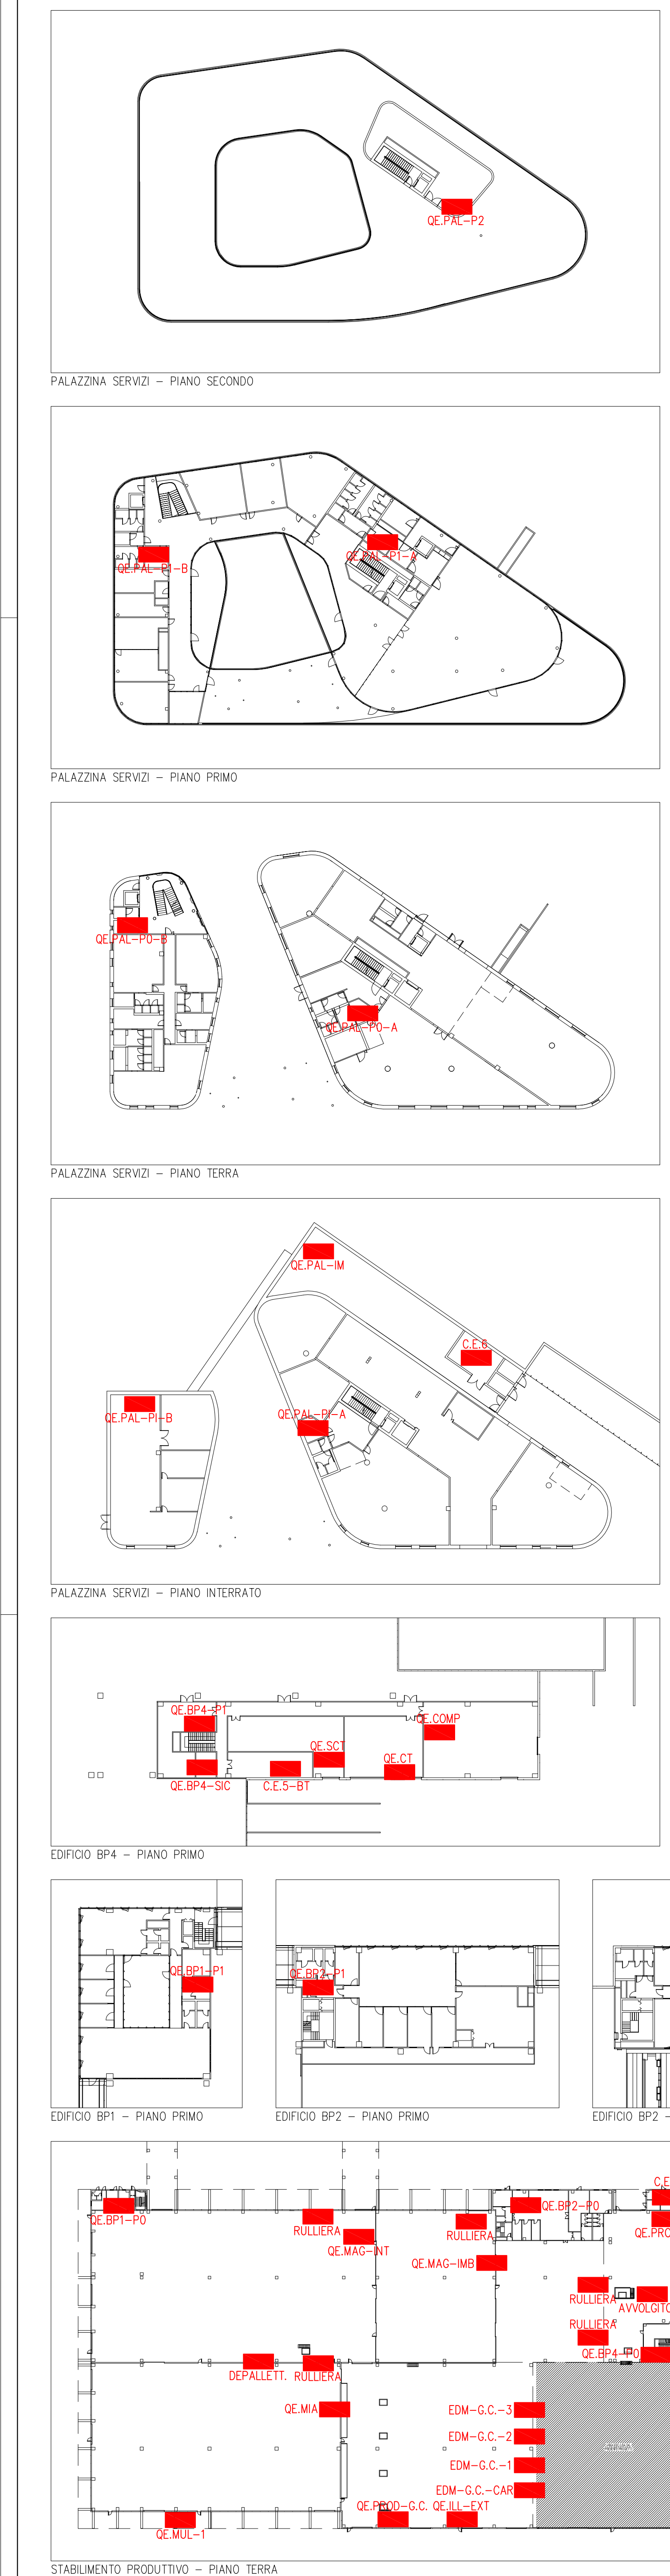 QE.PAL-P2
PALAZZINA SERVIZI – PIANO SECONDO
QE.PAL-P1-A
QE.PAL-P1-B
PALAZZINA SERVIZI – PIANO PRIMO
QE.PAL-P0-B
QE.PAL-P0-A
PALAZZINA SERVIZI – PIANO TERRA
QE.PAL-IM
C.E.6
QE.PAL-PI-A
QE.PAL-PI-B
PALAZZINA SERVIZI – PIANO INTERRATO
QE.BP4-P1
QE.COMP
QE.SCT
QE.CT
QE.BP4-SIC
C.E.5-BT
EDIFICIO BP4 – PIANO PRIMO
QE.BP1-P1
QE.BP2-P1
EDIFICIO BP1 – PIANO PRIMO
EDIFICIO BP2 – PIANO PRIMO
EDIFICIO BP2 –
C.E
QE.BP2-P0
QE.BP1-P0
RULLIERA
RULLIERA
QE.PRO
QE.MAG-INT
QE.MAG-IMB
RULLIERA
AVVOLGITO
RULLIERA
QE.BP4-P0
DEPALLETT.
RULLIERA
QE.MIA
EDM-G.C.-3
EDM-G.C.-2
EDM-G.C.-1
EDM-G.C.-CAR
QE.PROD-G.C.
QE.ILL-EXT
QE.MUL-1
STABILIMENTO PRODUTTIVO – PIANO TERRA